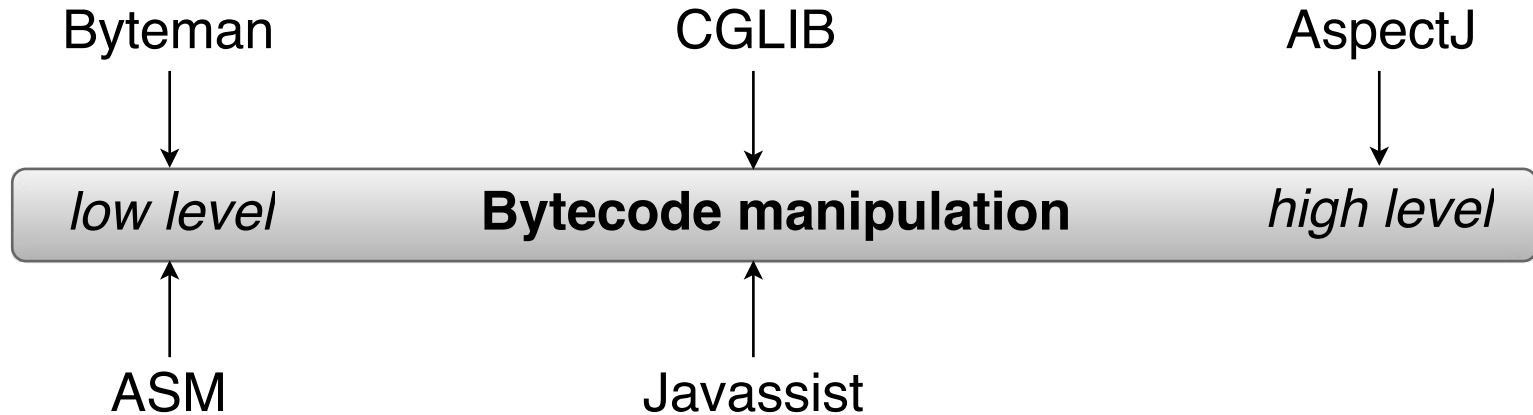 Byteman CGLIB AspectJ
low level Bytecode manipulation high level
ASM Javassist